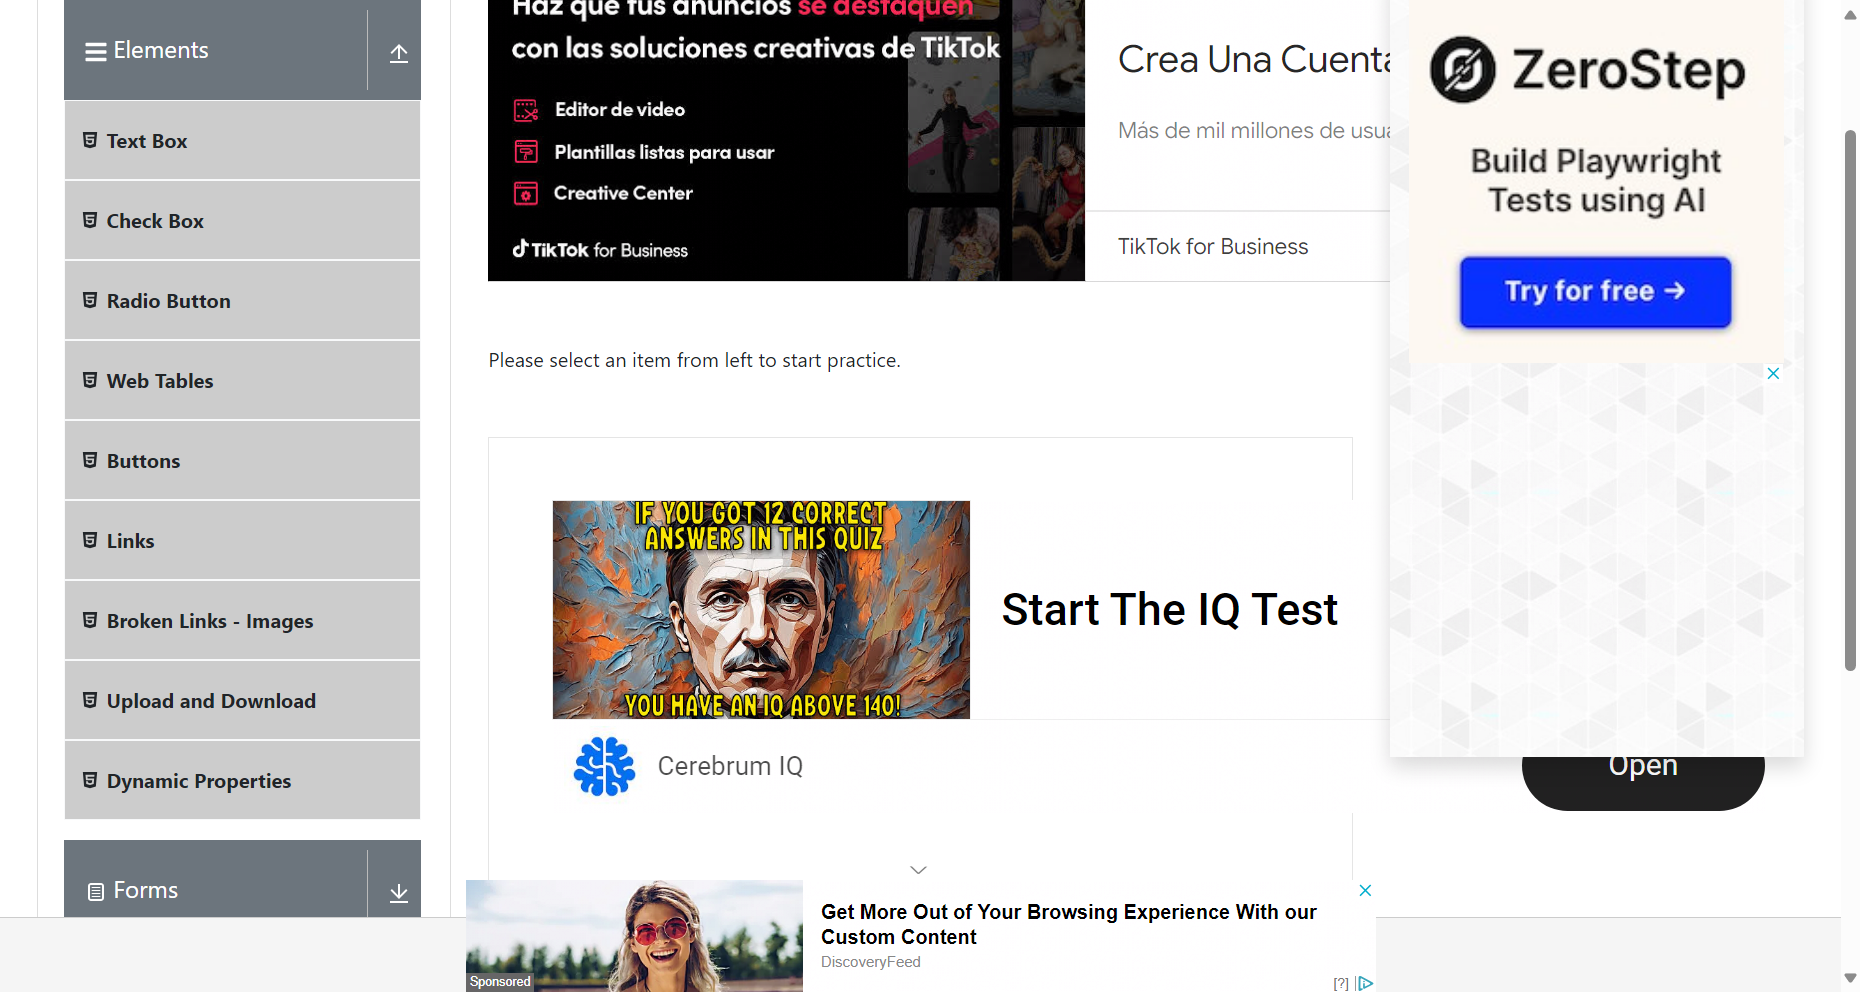 Elements
Text Box
Check Box
Radio Button
Web Tables
Buttons
Links
Broken Links - Images
Upload and Download
Dynamic Properties
Forms
Haz que tus anuncios se destaquen
con las soluciones creativas de TikTok
Editor de video
Plantillas listas para usar
Creative Center
TikTok for Business
Crea Una Cuenta
Más de mil millones de usua
TikTok for Business
Please select an item from left to start practice.
IF YOU GOT 12 CORRECT
ANSWERS IN THIS QUIZ
YOU HAVE AN IQ ABOVE 140!
Start The IQ Test
Cerebrum IQ
Open
ZeroStep
Build Playwright
Tests using AI
Try for free →
Get More Out of Your Browsing Experience With our
Custom Content
DiscoveryFeed
Sponsored
[?]